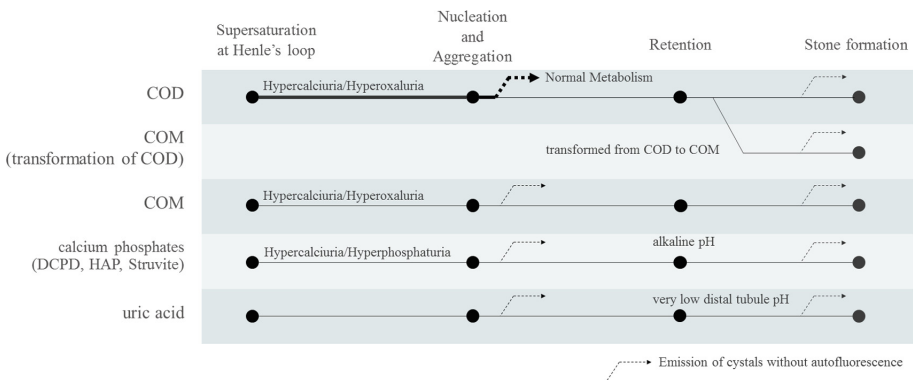 Supersaturation
at Henle's loop
Nucleation
and
Aggregation
Retention
Stone formation
COD
Hypercalciuria/Hyperoxaluria
Normal Metabolism
COM
(transformation of COD)
transformed from COD to COM
COM
Hypercalciuria/Hyperoxaluria
calcium phosphates
(DCPD, HAP, Struvite)
Hypercalciuria/Hyperphosphaturia
alkaline pH
uric acid
very low distal tubule pH
Emission of cystals without autofluorescence